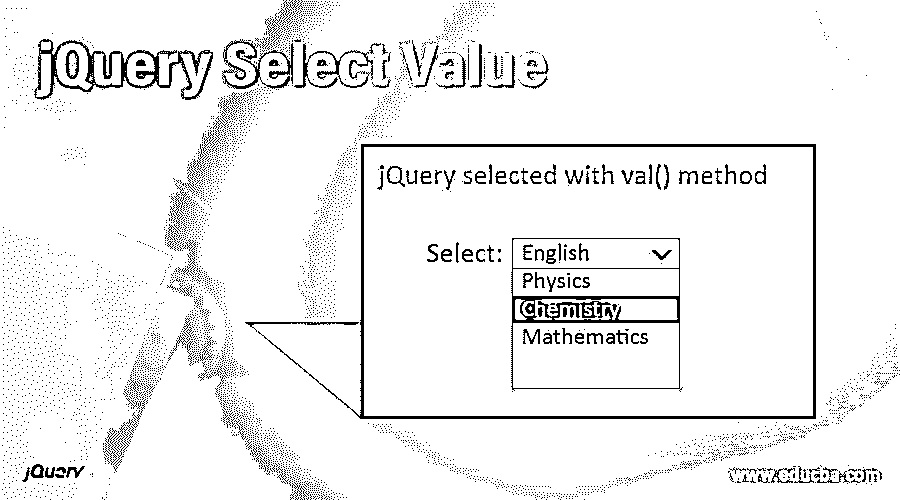 jQuery Select Value
jQuery selected with val() method
Select:
English
Physics
Chemistry
Mathematics
jQuery
www.educba.com